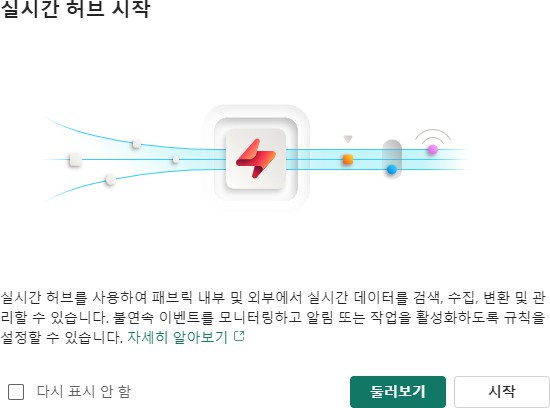 실시간 허브 시작
실시간 허브를 사용하여 패브릭 내부 및 외부에서 실시간 데이터를 검색, 수집, 변환 및 관
리할 수 있습니다. 불연속 이벤트를 모니터링하고 알림 또는 작업을 활성화하도록 규칙을
설정할 수 있습니다. 자세히 알아보기
다시 표시 안 함
둘러보기
시작